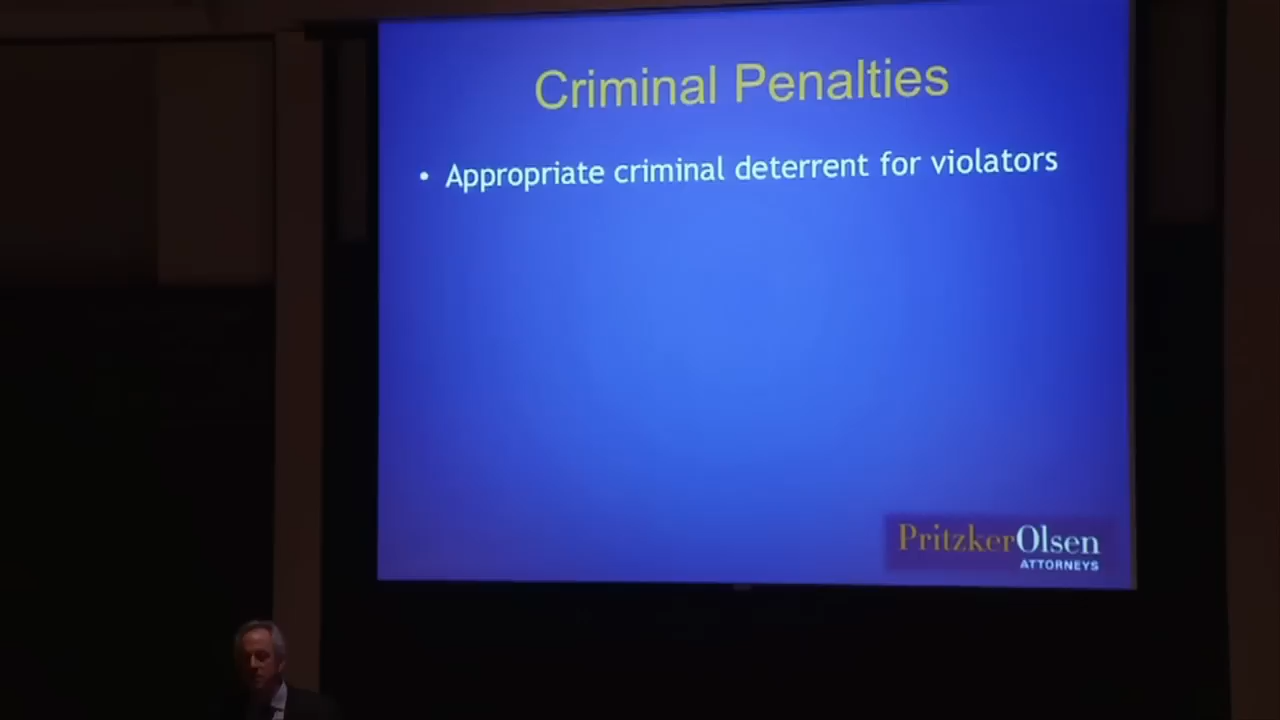 Criminal Penalties
• Appropriate criminal deterrent for violators
PritzkerOlsen
ATTORNEYS